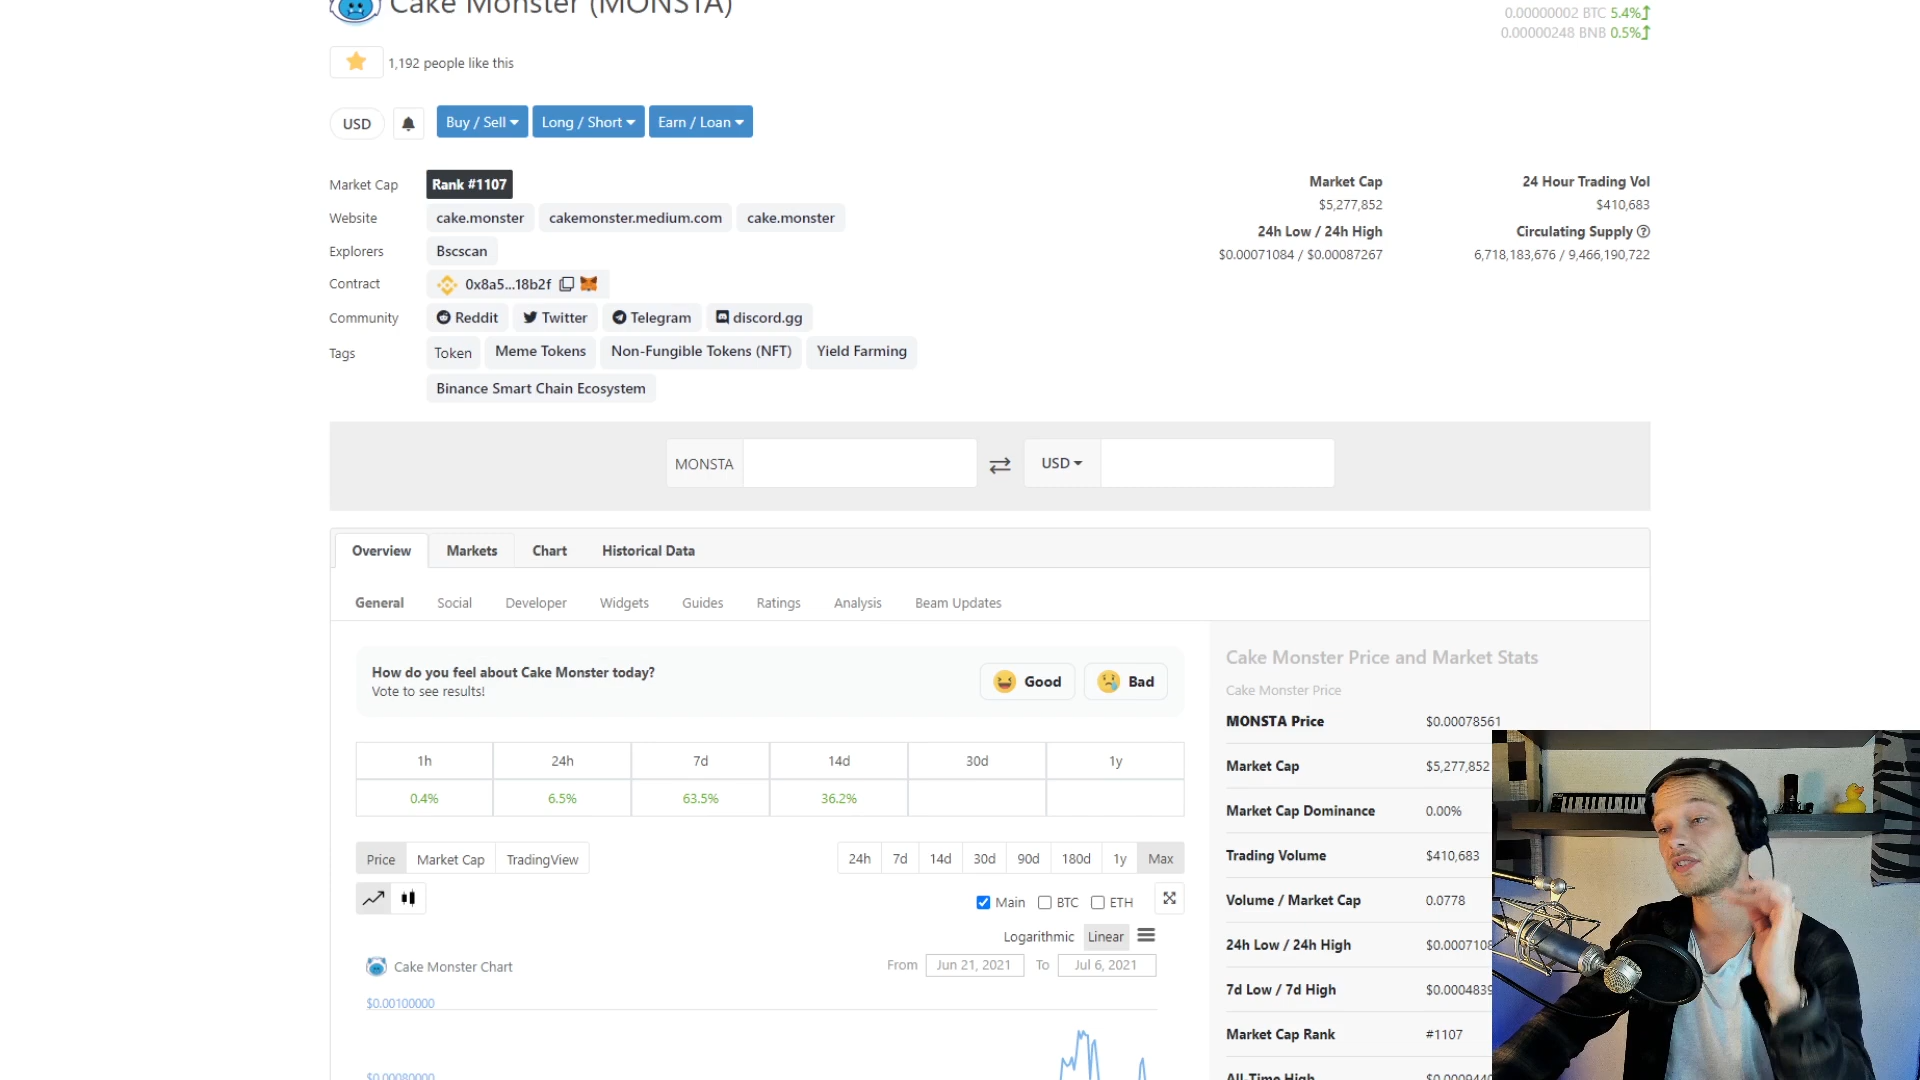 Cake Monster (MONSTA)
0.00000002 BTC 5.4%
0.00000248 BNB 0.5%
1,192 people like this
USD
Buy / Sell
Long / Short
Earn / Loan
Market Cap
Rank #1107
Market Cap
24 Hour Trading Vol
$5,277,852
$410,683
Website
cake.monster
cakemonster.medium.com
cake.monster
24h Low / 24h High
Circulating Supply
$0.00071084 / $0.00087267
6,718,183,676 / 9,466,190,722
Explorers
Bscscan
Contract
0x8a5...18b2f
Community
Reddit
Twitter
Telegram
discord.gg
Tags
Token
Meme Tokens
Non-Fungible Tokens (NFT)
Yield Farming
Binance Smart Chain Ecosystem
MONSTA
USD
Overview
Markets
Chart
Historical Data
General
Social
Developer
Widgets
Guides
Ratings
Analysis
Beam Updates
How do you feel about Cake Monster today?
Vote to see results!
Good
Bad
1h
24h
7d
14d
30d
1y
0.4%
6.5%
63.5%
36.2%
Price
Market Cap
TradingView
24h
7d
14d
30d
90d
180d
1y
Max
Main
BTC
ETH
Logarithmic
Linear
Cake Monster Chart
From
Jun 21, 2021
To
Jul 6, 2021
$0.00100000
$0.00080000
Cake Monster Price and Market Stats
Cake Monster Price
MONSTA Price
$0.00078561
Market Cap
$5,277,852
Market Cap Dominance
0.00%
Trading Volume
$410,683
Volume / Market Cap
0.0778
24h Low / 24h High
$0.0007108
7d Low / 7d High
$0.0004839
Market Cap Rank
#1107
All-Time High
$0.0009440